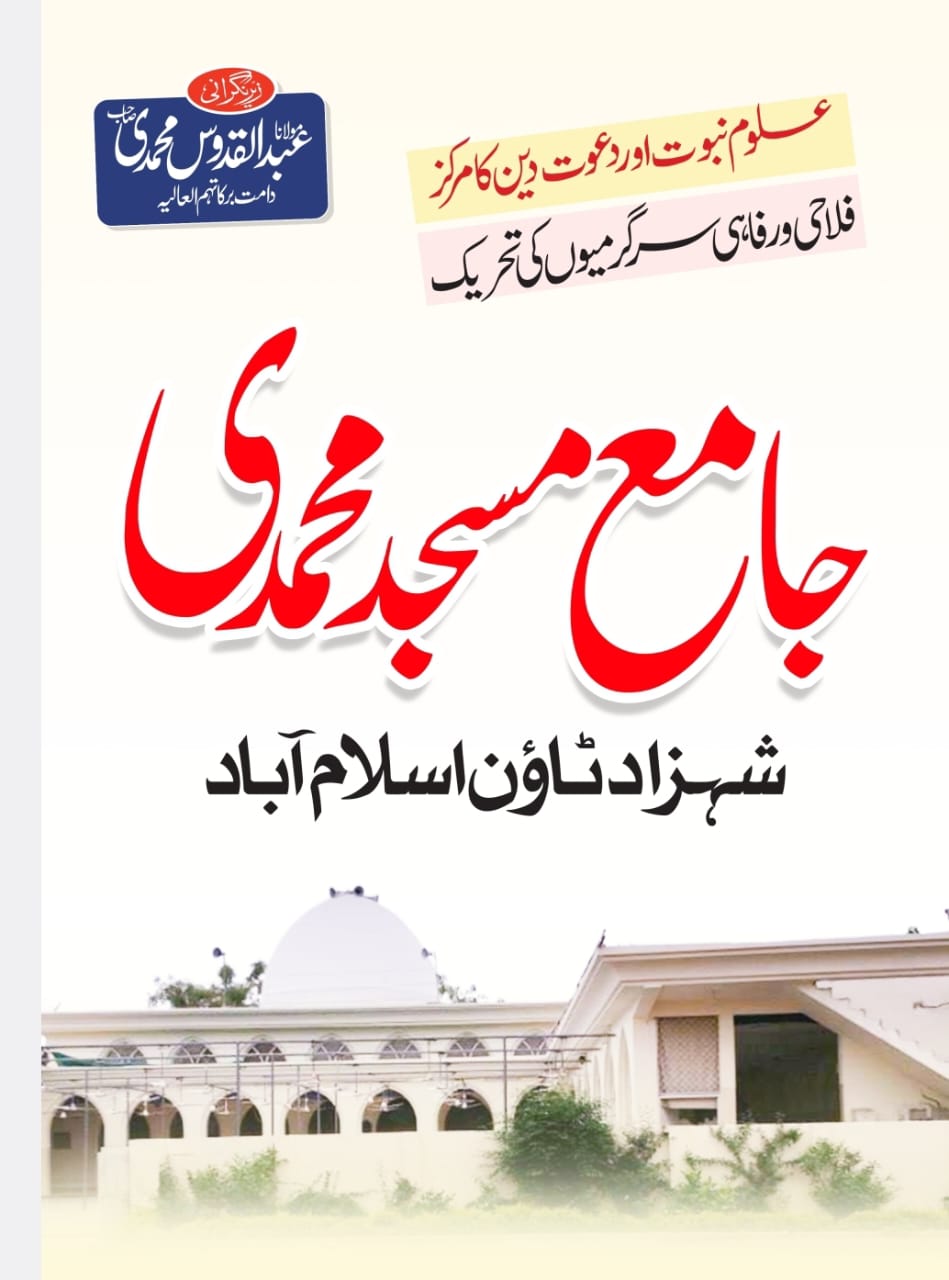 علوم نبوت اور دعوت دین کا مرکز
فلاحی و رفاہی سرگرمیوں کی تحریک
زیرِ نگرانی
مولانا عبدالقدوس محمدی صاحب
دامت برکاتہم العالیہ
جامع مسجد محمدی
شہزاد ٹاؤن اسلام آباد